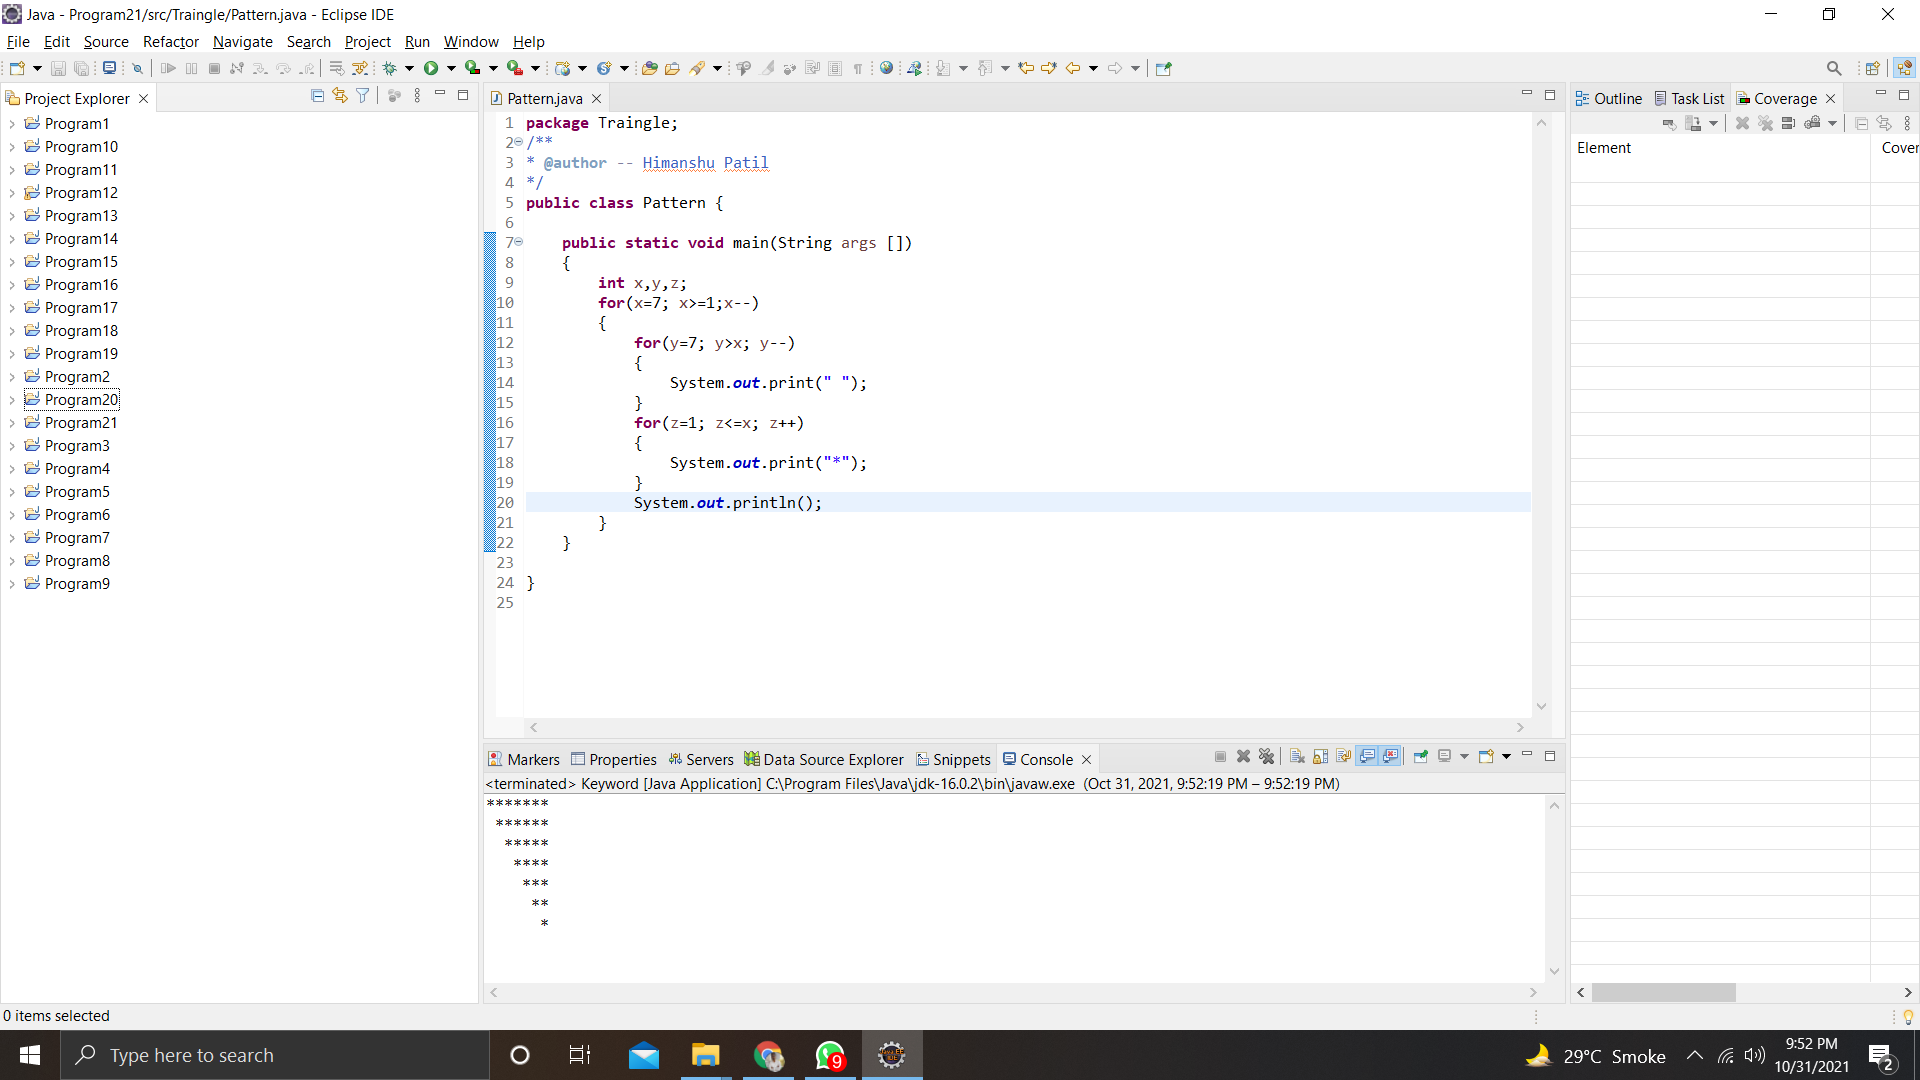 Java - Program21/src/Traingle/Pattern.java - Eclipse IDE
File Edit Source Refactor Navigate Search Project Run Window Help
Project Explorer
Program1
Program10
Program11
Program12
Program13
Program14
Program15
Program16
Program17
Program18
Program19
Program2
Program20
Program21
Program3
Program4
Program5
Program6
Program7
Program8
Program9
Pattern.java
1 package Traingle;
2 /**
3 * @author -- Himanshu Patil
4 */
5 public class Pattern {
6
7     public static void main(String args [])
8     {
9         int x,y,z;
10         for(x=7; x>=1;x--)
11         {
12             for(y=7; y>x; y--)
13             {
14                 System.out.print(" ");
15             }
16             for(z=1; z<=x; z++)
17             {
18                 System.out.print("*");
19             }
20             System.out.println();
21         }
22     }
23
24 }
25
Outline Task List Coverage
Element Cover
Markers Properties Servers Data Source Explorer Snippets Console
<terminated> Keyword [Java Application] C:\Program Files\Java\jdk-16.0.2\bin\javaw.exe (Oct 31, 2021, 9:52:19 PM – 9:52:19 PM)
*******
 ******
  *****
   ****
    ***
     **
      *
0 items selected
Type here to search
9
29°C Smoke
9:52 PM
10/31/2021
2